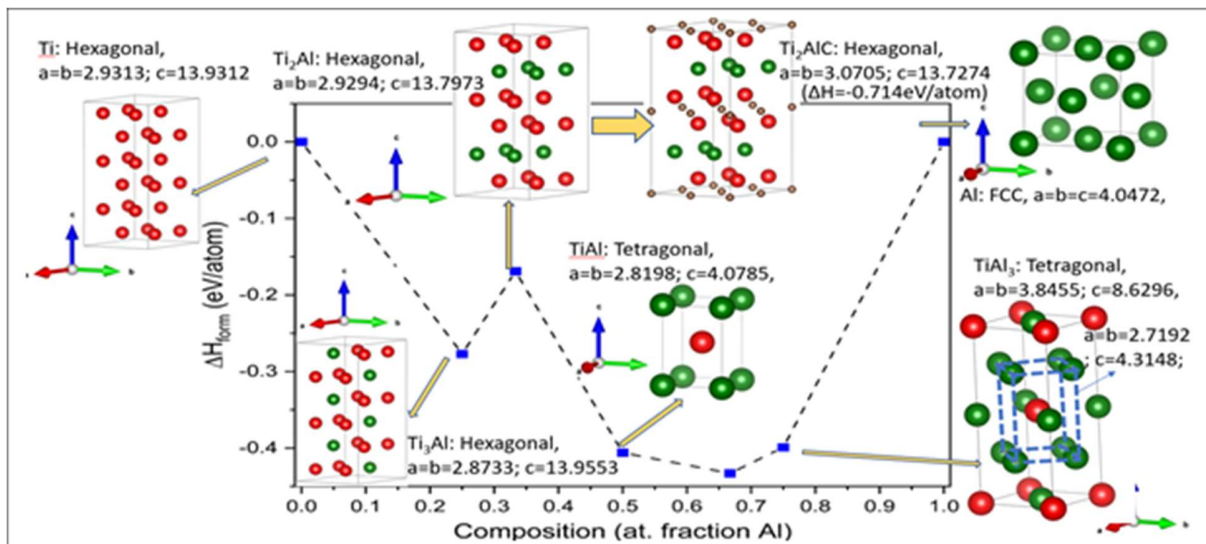 Ti: Hexagonal,
a=b=2.9313; c=13.9312
Ti₂Al: Hexagonal,
a=b=2.9294; c=13.7973
Ti₂AlC: Hexagonal,
a=b=3.0705; c=13.7274
(ΔH=-0.714eV/atom)
Al: FCC, a=b=c=4.0472,
TiAl: Tetragonal,
a=b=2.8198; c=4.0785,
TiAl₃: Tetragonal,
a=b=3.8455; c=8.6296,
a=b=2.7192
; c=4.3148;
Ti₃Al: Hexagonal,
a=b=2.8733; c=13.9553
ΔH_form (eV/atom)
0.0
-0.1
-0.2
-0.3
-0.4
0.0 0.1 0.2 0.3 0.4 0.5 0.6 0.7 0.8 0.9 1.0
Composition (at. fraction Al)